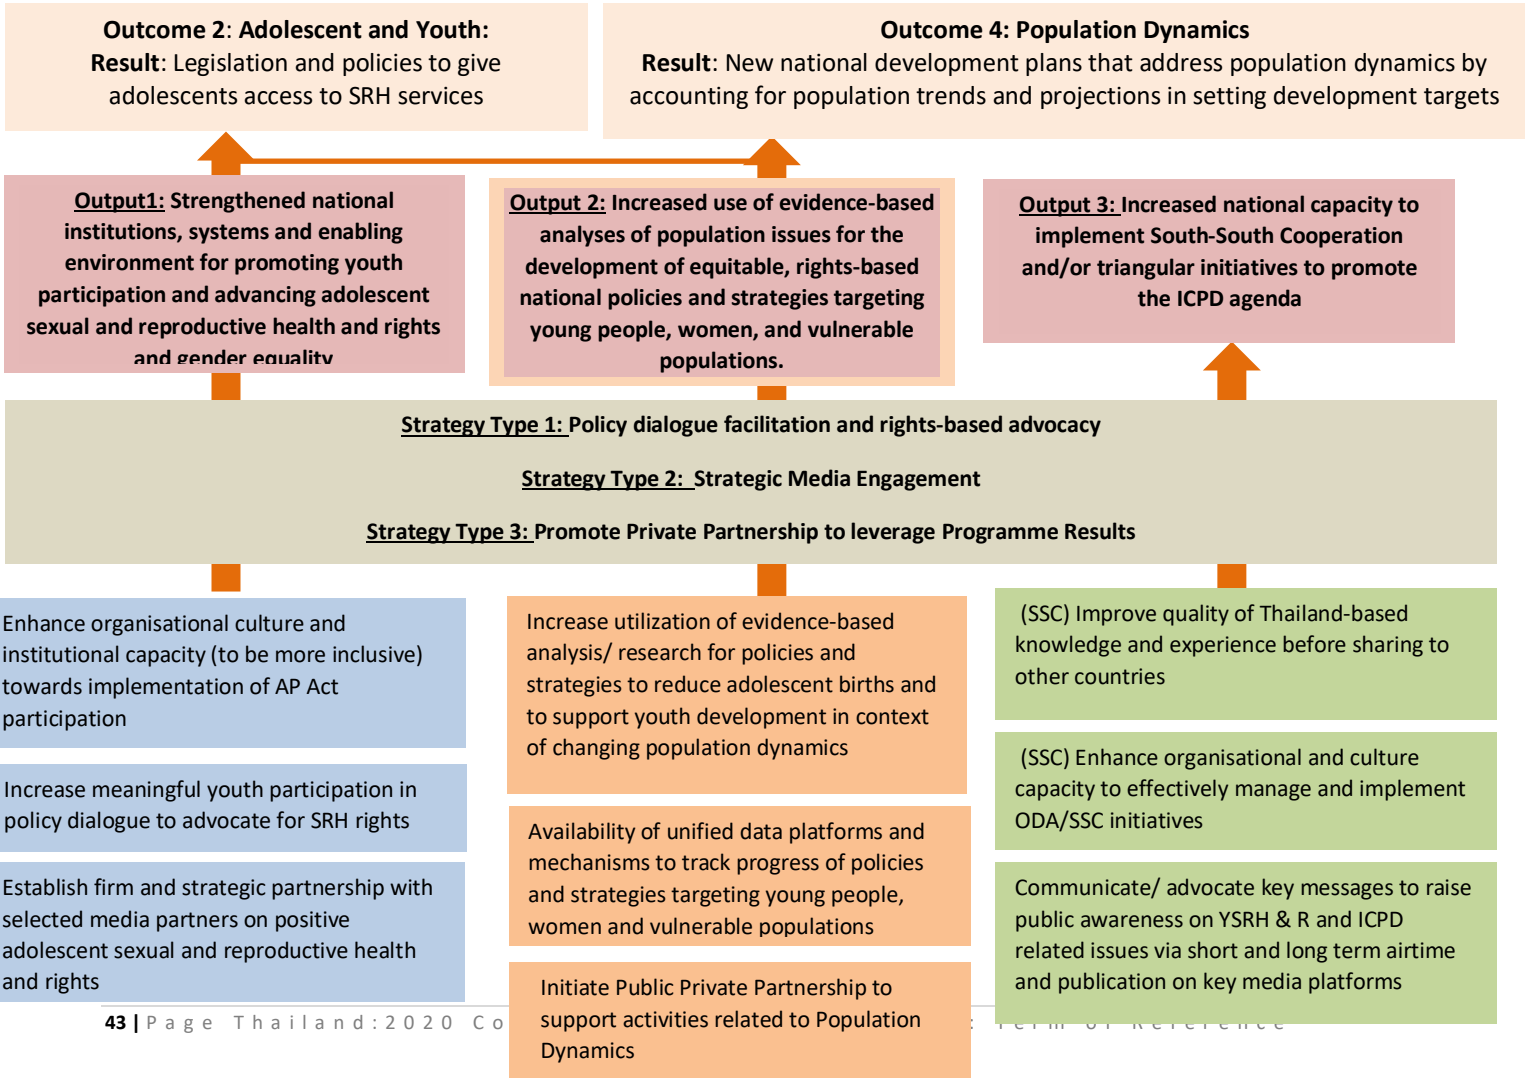 Outcome 2: Adolescent and Youth:
Result: Legislation and policies to give
adolescents access to SRH services
Outcome 4: Population Dynamics
Result: New national development plans that address population dynamics by
accounting for population trends and projections in setting development targets
Output1: Strengthened national
institutions, systems and enabling
environment for promoting youth
participation and advancing adolescent
sexual and reproductive health and rights
and gender equality
Output 2: Increased use of evidence-based
analyses of population issues for the
development of equitable, rights-based
national policies and strategies targeting
young people, women, and vulnerable
populations.
Output 3: Increased national capacity to
implement South-South Cooperation
and/or triangular initiatives to promote
the ICPD agenda
Strategy Type 1: Policy dialogue facilitation and rights-based advocacy
Strategy Type 2: Strategic Media Engagement
Strategy Type 3: Promote Private Partnership to leverage Programme Results
Enhance organisational culture and
institutional capacity (to be more inclusive)
towards implementation of AP Act
participation
Increase meaningful youth participation in
policy dialogue to advocate for SRH rights
Establish firm and strategic partnership with
selected media partners on positive
adolescent sexual and reproductive health
and rights
Increase utilization of evidence-based
analysis/ research for policies and
strategies to reduce adolescent births and
to support youth development in context
of changing population dynamics
Availability of unified data platforms and
mechanisms to track progress of policies
and strategies targeting young people,
women and vulnerable populations
Initiate Public Private Partnership to
support activities related to Population
Dynamics
(SSC) Improve quality of Thailand-based
knowledge and experience before sharing to
other countries
(SSC) Enhance organisational and culture
capacity to effectively manage and implement
ODA/SSC initiatives
Communicate/ advocate key messages to raise
public awareness on YSRH & R and ICPD
related issues via short and long term airtime
and publication on key media platforms
43 | Page Thailand:2020 Co : Term of Reference